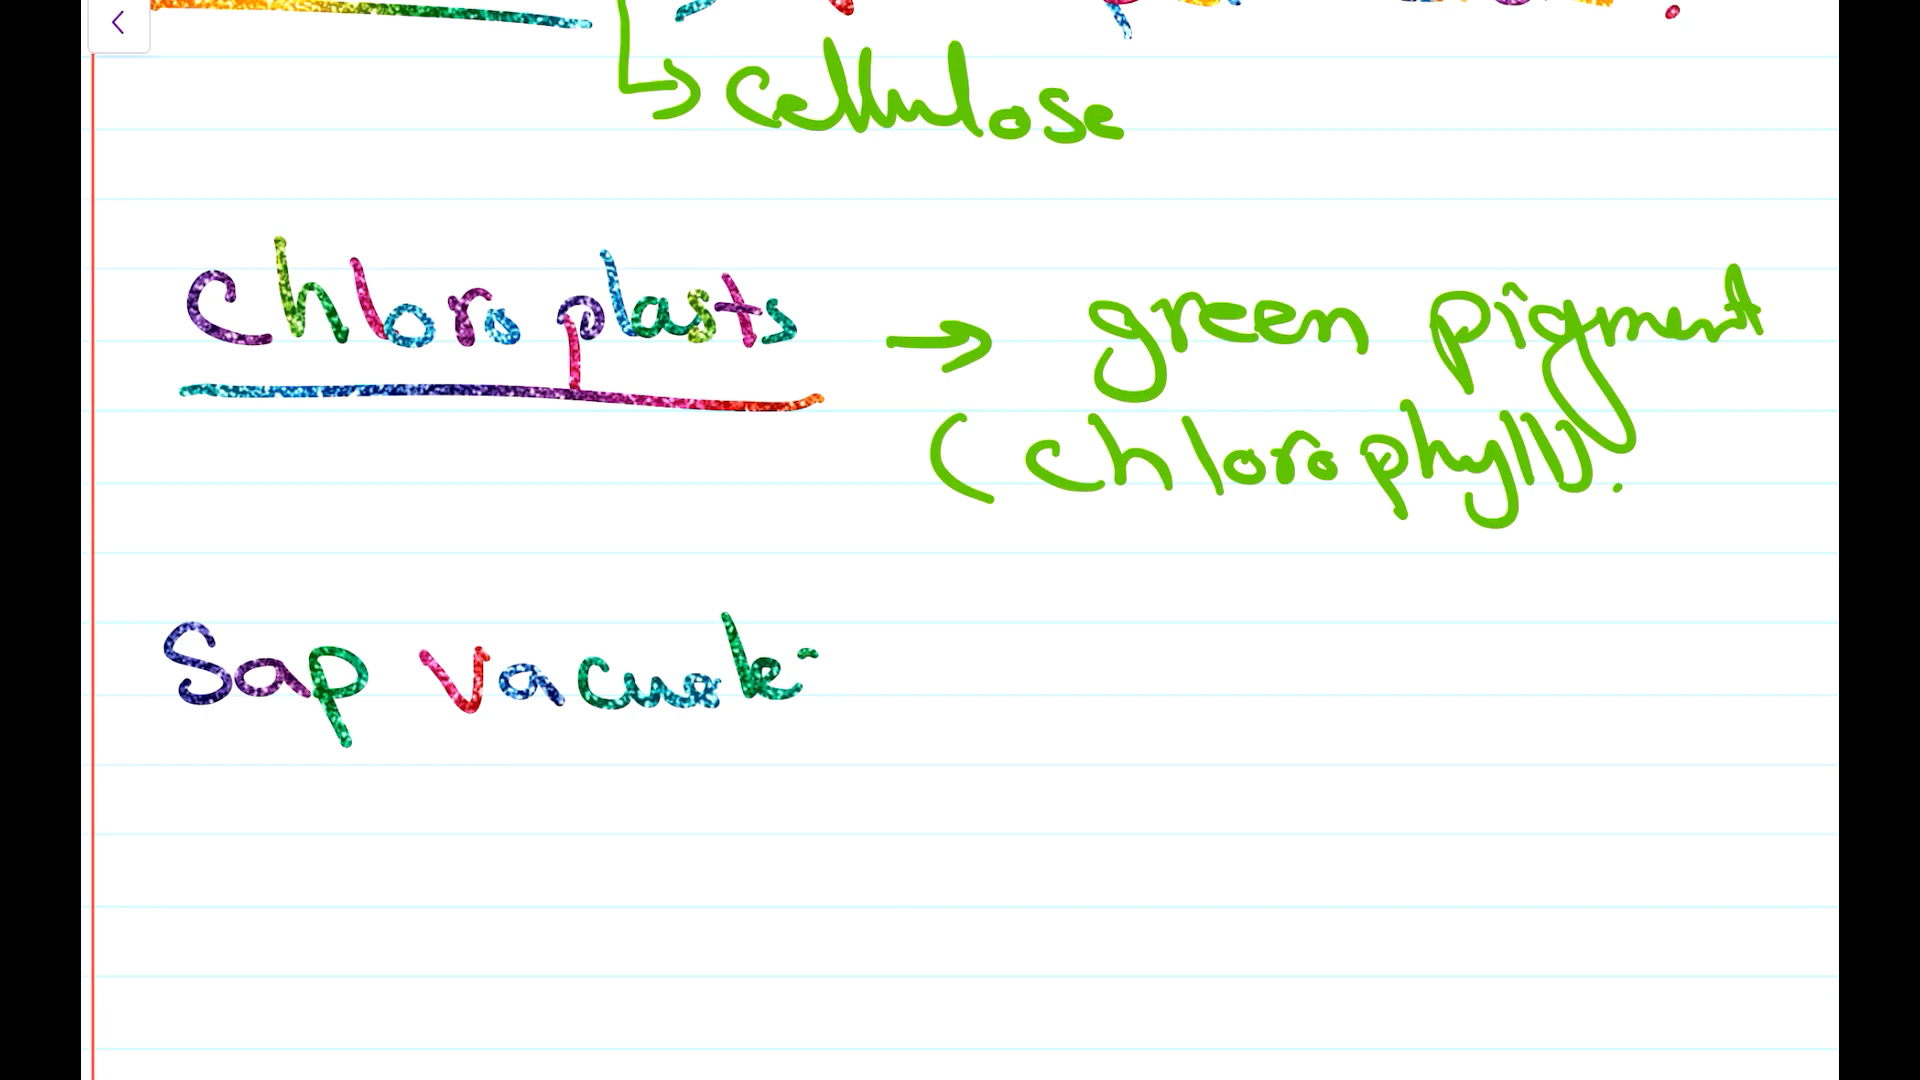 → cellulose
Chloroplasts → green pigment
(chlorophyll).
Sap Vacuole